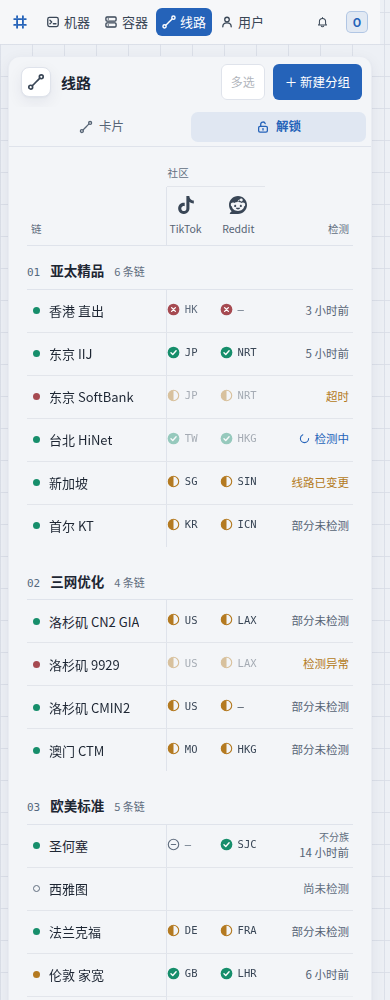 机器 容器 线路 用户 O
线路 多选 + 新建分组
卡片 解锁
社区
链 TikTok Reddit 检测
01 亚太精品 6 条链
香港 直出 HK – 3 小时前
东京 IIJ JP NRT 5 小时前
东京 SoftBank JP NRT 超时
台北 HiNet TW HKG 检测中
新加坡 SG SIN 线路已变更
首尔 KT KR ICN 部分未检测
02 三网优化 4 条链
洛杉矶 CN2 GIA US LAX 部分未检测
洛杉矶 9929 US LAX 检测异常
洛杉矶 CMIN2 US – 部分未检测
澳门 CTM MO HKG 部分未检测
03 欧美标准 5 条链
不分族
圣何塞 – SJC 14 小时前
西雅图 尚未检测
法兰克福 DE FRA 部分未检测
伦敦 家宽 GB LHR 6 小时前